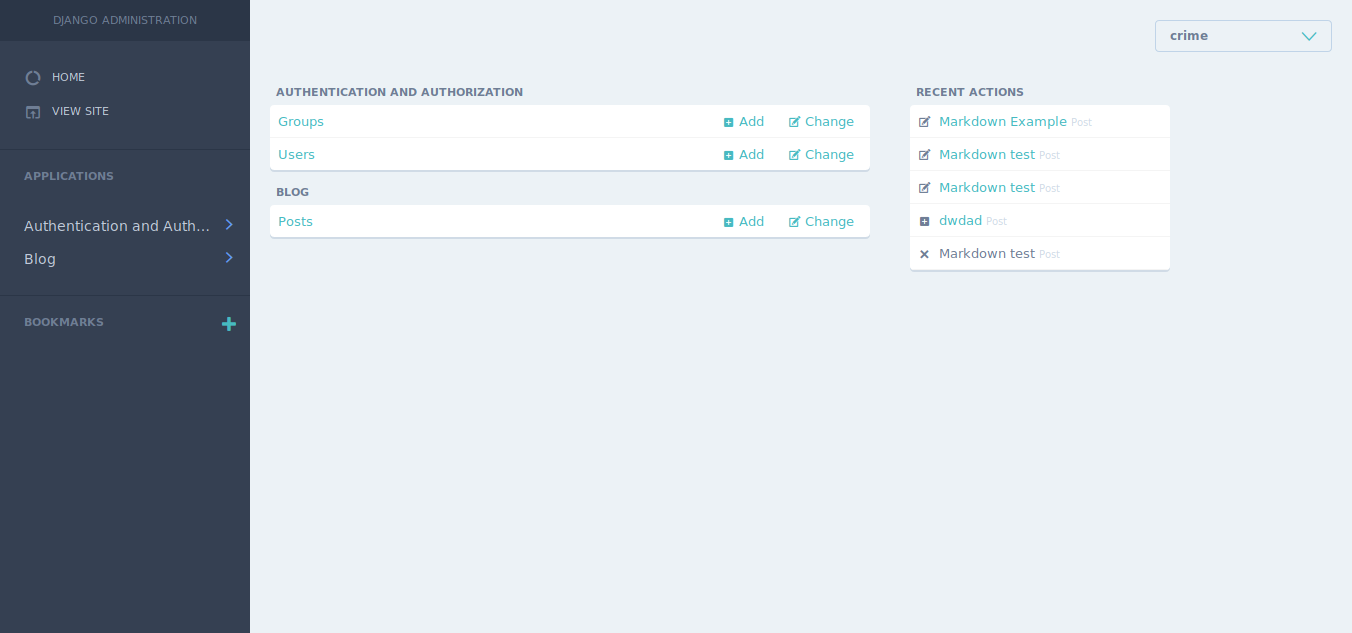 DJANGO ADMINISTRATION
HOME
VIEW SITE
APPLICATIONS
Authentication and Auth...
Blog
BOOKMARKS
crime
AUTHENTICATION AND AUTHORIZATION
Groups Add Change
Users Add Change
BLOG
Posts Add Change
RECENT ACTIONS
Markdown Example Post
Markdown test Post
Markdown test Post
dwdad Post
Markdown test Post